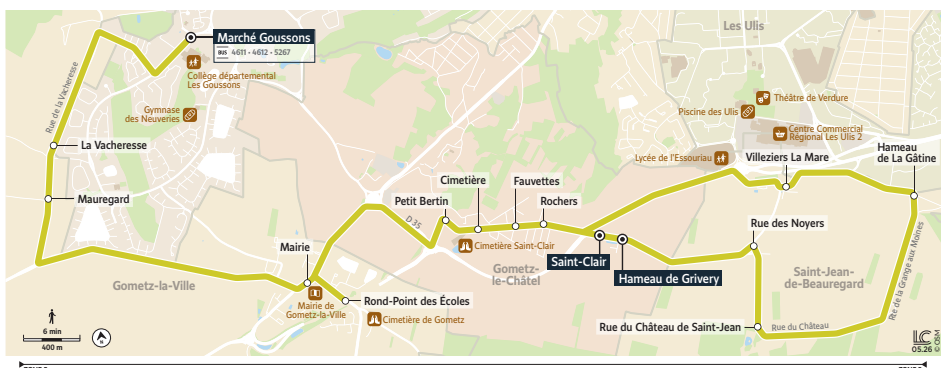 Marché Goussons
BUS 4611 • 4612 • 5267
Collège départemental
Les Goussons
Gymnase
des Neuveries
Rue de la Vacheresse
La Vacheresse
Mauregard
Gometz-la-Ville
Mairie
Mairie de
Gometz-la-Ville
Rond-Point des Écoles
Cimetière de Gometz
D 35
Petit Bertin
Cimetière
Fauvettes
Rochers
Cimetière Saint-Clair
Gometz-
le-Châtel
Saint-Clair
Hameau de Grivery
Les Ulis
Théâtre de Verdure
Piscine des Ulis
Centre Commercial
Régional Les Ulis 2
Lycée de l'Essouriau
Villeziers La Mare
Hameau
de La Gâtine
Rue des Noyers
Saint-Jean-
de-Beauregard
Rue du Château de Saint-Jean
Rue du Château
Rte de la Grange aux Moines
6 min
400 m
N
LC
05.26